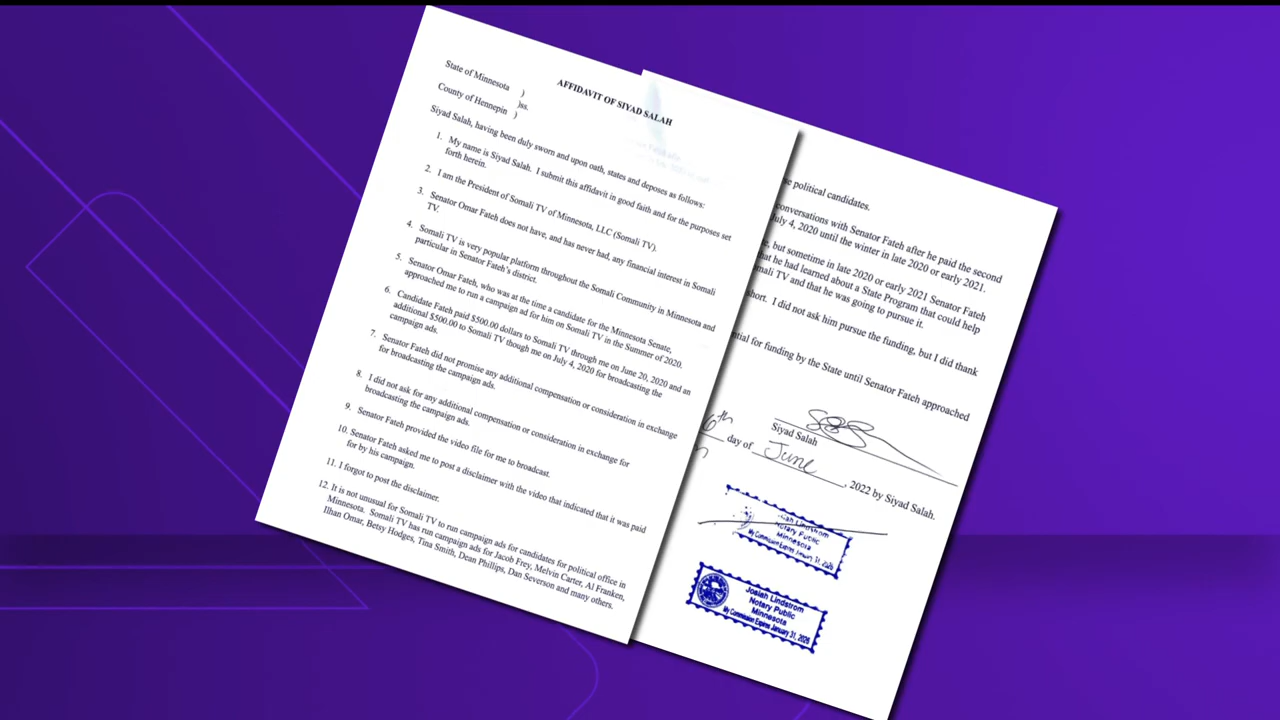 State of Minnesota )
)ss.
County of Hennepin )
AFFIDAVIT OF SIYAD SALAH
Siyad Salah, having been duly sworn and upon oath, states and deposes as follows:
1. My name is Siyad Salah. I submit this affidavit in good faith and for the purposes set
forth herein.
2. I am the President of Somali TV of Minnesota, LLC (Somali TV).
3. Senator Omar Fateh does not have, and has never had, any financial interest in Somali
TV.
4. Somali TV is very popular platform throughout the Somali Community in Minnesota and
particular in Senator Fateh's district.
5. Senator Omar Fateh, who was at the time a candidate for the Minnesota Senate,
approached me to run a campaign ad for him on Somali TV in the Summer of 2020.
6. Candidate Fateh paid $500.00 dollars to Somali TV through me on June 20, 2020 and an
additional $500.00 to Somali TV though me on July 4, 2020 for broadcasting the
campaign ads.
7. Senator Fateh did not promise any additional compensation or consideration in exchange
for broadcasting the campaign ads.
8. I did not ask for any additional compensation or consideration in exchange for
broadcasting the campaign ads.
9. Senator Fateh provided the video file for me to broadcast.
10. Senator Fateh asked me to post a disclaimer with the video that indicated that it was paid
for by his campaign.
11. I forgot to post the disclaimer.
12. It is not unusual for Somali TV to run campaign ads for candidates for political office in
Minnesota. Somali TV has run campaign ads for Jacob Frey, Melvin Carter, Al Franken,
Ilhan Omar, Betsy Hodges, Tina Smith, Dean Phillips, Dan Severson and many others.
se political candidates.
conversations with Senator Fateh after he paid the second
July 4, 2020 until the winter in late 2020 or early 2021.
e, but sometime in late 2020 or early 2021 Senator Fateh
hat he had learned about a State Program that could help
mali TV and that he was going to pursue it.
short. I did not ask him pursue the funding, but I did thank
ntial for funding by the State until Senator Fateh approached
Siyad Salah
6th day of June, 2022 by Siyad Salah.
Lindstrom
Notary Public
Minnesota
My Commission Expires January 31, 2026
Josiah Lindstrom
Notary Public
Minnesota
My Commission Expires January 31, 2026